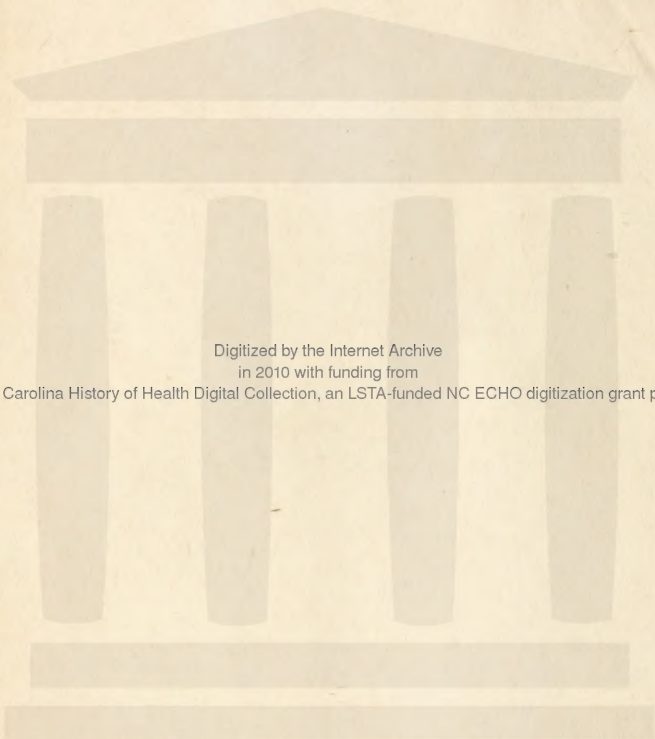 Digitized by the Internet Archive
in 2010 with funding from
Carolina History of Health Digital Collection, an LSTA-funded NC ECHO digitization grant p